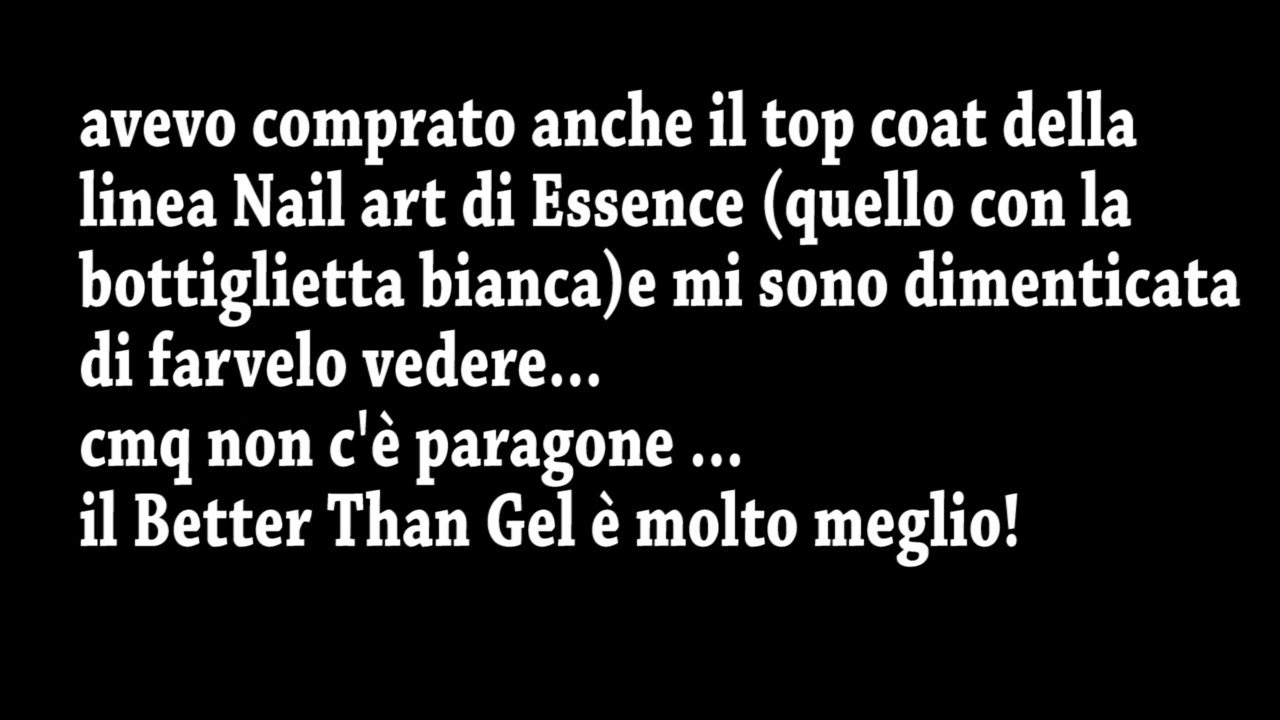 avevo comprato anche il top coat della
linea Nail art di Essence (quello con la
bottiglietta bianca)e mi sono dimenticata
di farvelo vedere...
cmq non c'è paragone ...
il Better Than Gel è molto meglio!